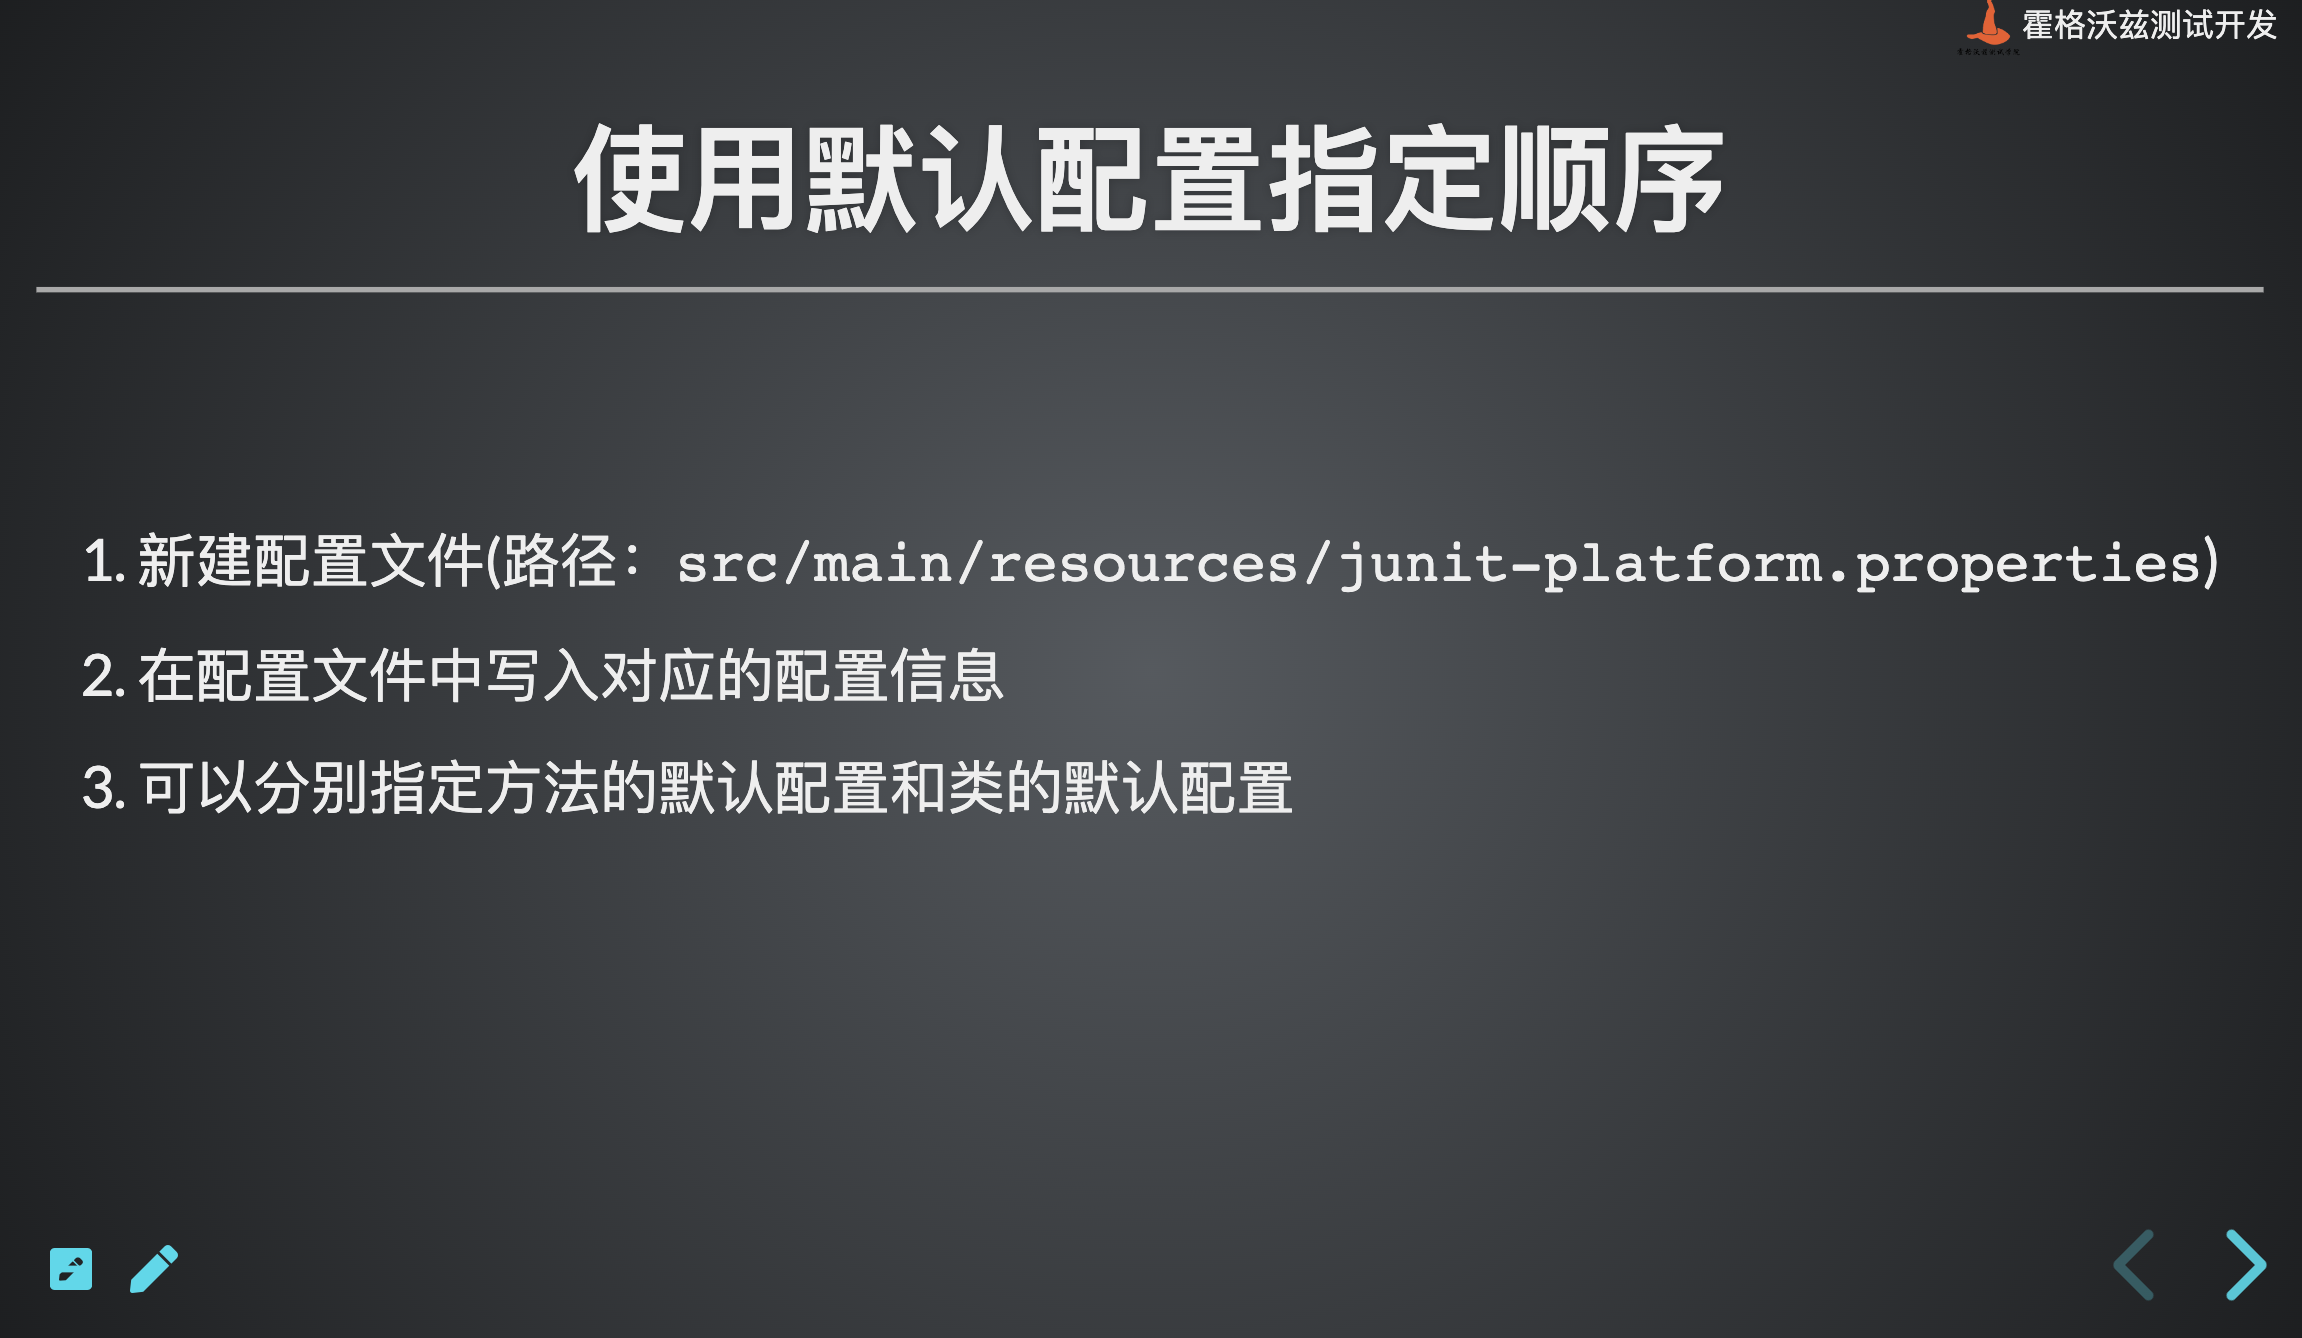 霍格沃兹测试开发
使用默认配置指定顺序
1. 新建配置文件(路径：src/main/resources/junit-platform.properties)
2. 在配置文件中写入对应的配置信息
3. 可以分别指定方法的默认配置和类的默认配置